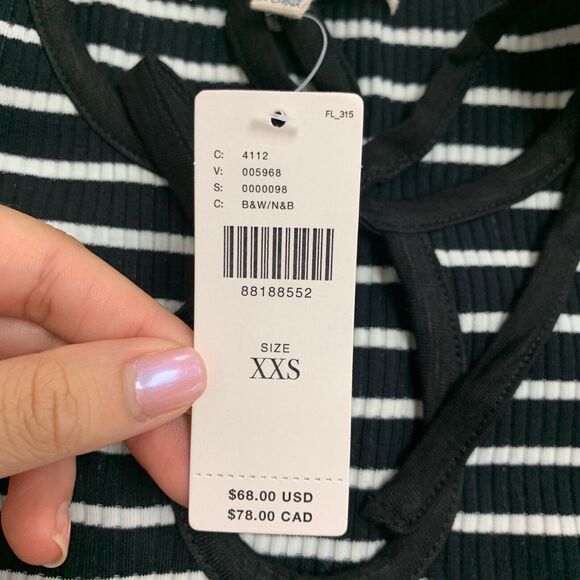 FL_315
C: 4112
V: 005968
S: 0000098
C: B&W/N&B
88188552
SIZE
XXS
$68.00 USD
$78.00 CAD